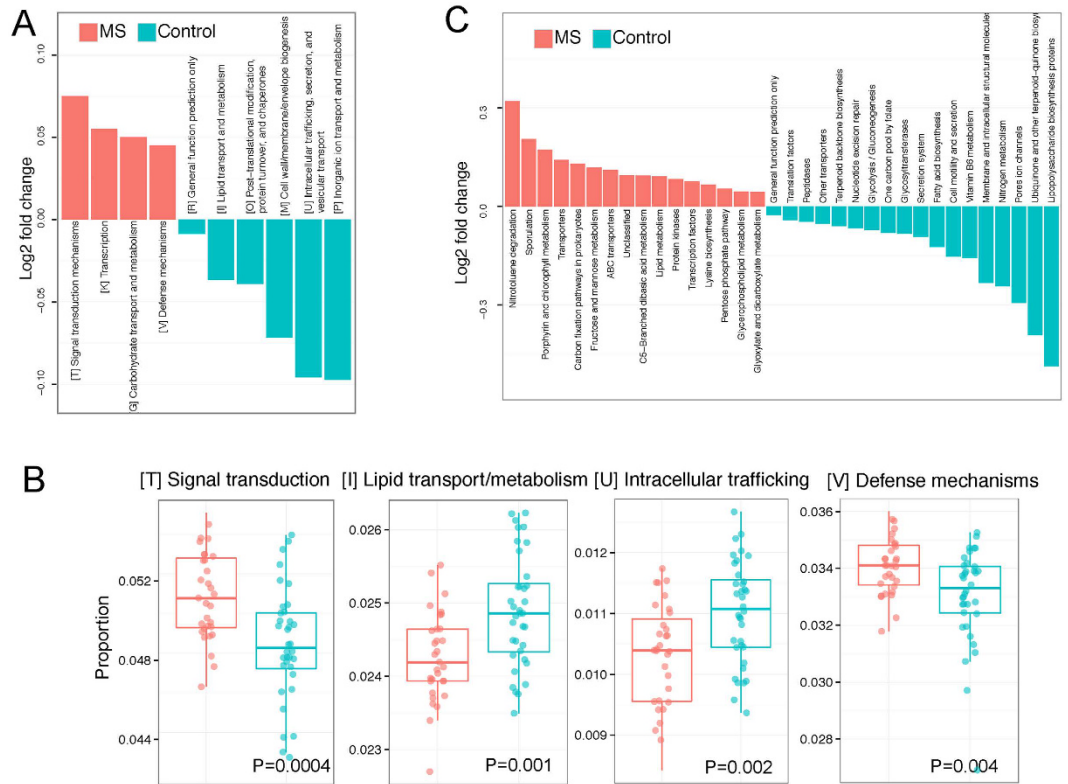 A
MS
Control
Log2 fold change
0.10
0.05
0.00
−0.05
−0.10
[T] Signal transduction mechanisms
[K] Transcription
G] Carbohydrate transport and metabolism
[V] Defense mechanisms
[R] General function prediction only
[I] Lipid transport and metabolism
[O] Post−translational modification,
protein turnover, and chaperones
[M] Cell wall/membrane/envelope biogenesis
[U] Intracellular trafficking, secretion, and
vesicular transport
[P] Inorganic ion transport and metabolism
C
MS
Control
Log2 fold change
0.3
0.0
−0.3
Nitrotoluene degradation
Sporulation
Porphyrin and chlorophyll metabolism
Transporters
Carbon fixation pathways in prokaryotes
Fructose and mannose metabolism
ABC transporters
Unclassified
C5−Branched dibasic acid metabolism
Lipid metabolism
Protein kinases
Transcription factors
Lysine biosynthesis
Pentose phosphate pathway
Glycerophospholipid metabolism
Glyoxylate and dicarboxylate metabolism
General function prediction only
Translation factors
Peptidases
Other transporters
Terpenoid backbone biosynthesis
Nucleotide excision repair
Glycolysis / Gluconeogenesis
One carbon pool by folate
Glycosyltransferases
Secretion system
Fatty acid biosynthesis
Cell motility and secretion
Vitamin B6 metabolism
Membrane and intracellular structural molecules
Nitrogen metabolism
Pores ion channels
Ubiquinone and other terpenoid−quinone biosyn
Lipopolysaccharide biosynthesis proteins
B
[T] Signal transduction
[I] Lipid transport/metabolism
[U] Intracellular trafficking
[V] Defense mechanisms
Proportion
0.052
0.048
0.044
P=0.0004
0.026
0.025
0.024
0.023
P=0.001
0.012
0.011
0.010
0.009
P=0.002
0.036
0.034
0.032
0.030
0.028
P=0.004